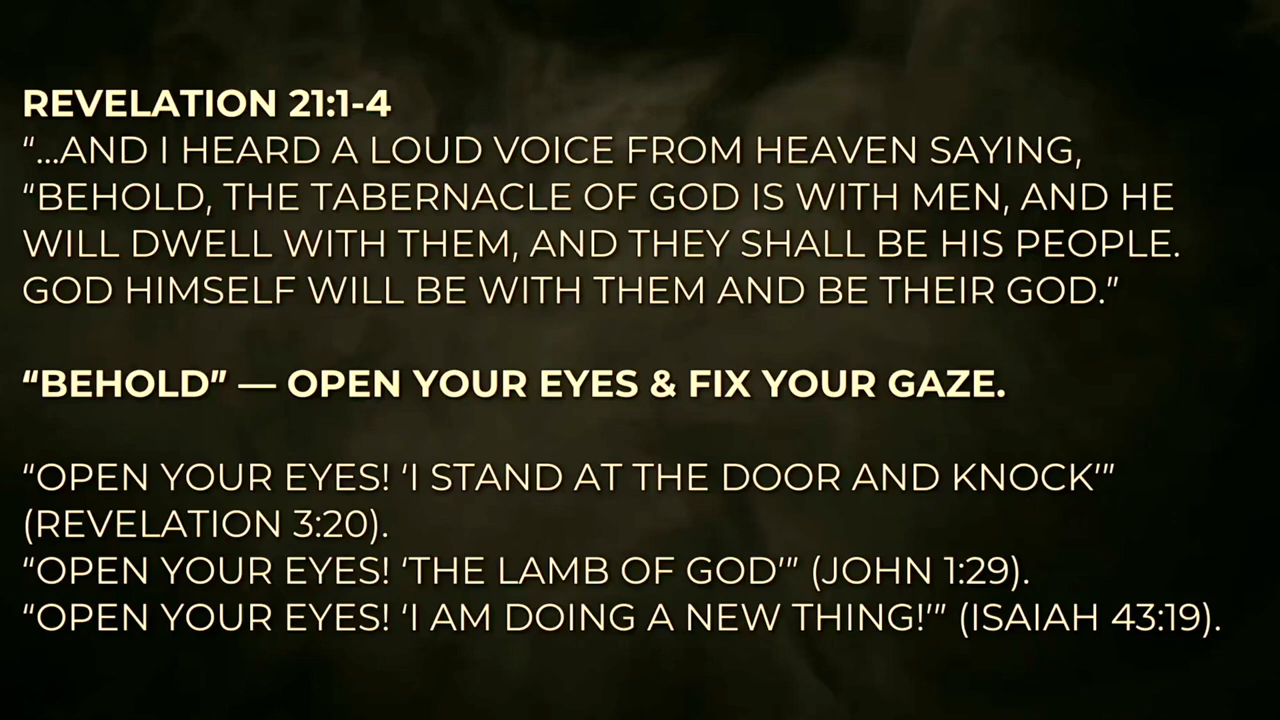 REVELATION 21:1-4
“...AND I HEARD A LOUD VOICE FROM HEAVEN SAYING,
“BEHOLD, THE TABERNACLE OF GOD IS WITH MEN, AND HE
WILL DWELL WITH THEM, AND THEY SHALL BE HIS PEOPLE.
GOD HIMSELF WILL BE WITH THEM AND BE THEIR GOD.”
“BEHOLD” — OPEN YOUR EYES & FIX YOUR GAZE.
“OPEN YOUR EYES! ‘I STAND AT THE DOOR AND KNOCK’”
(REVELATION 3:20).
“OPEN YOUR EYES! ‘THE LAMB OF GOD’” (JOHN 1:29).
“OPEN YOUR EYES! ‘I AM DOING A NEW THING!’” (ISAIAH 43:19).